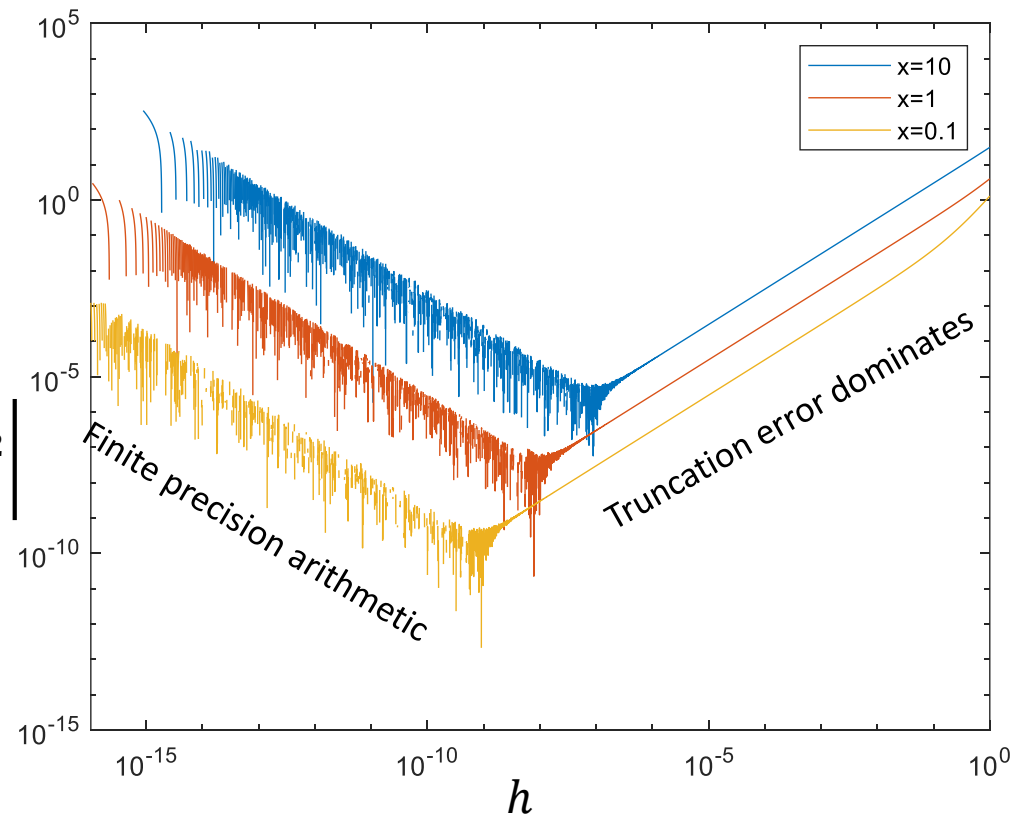 10^5
x=10
x=1
x=0.1
10^0
10^-5
Finite precision arithmetic
Truncation error dominates
10^-10
10^-15
10^-15
10^-10
10^-5
10^0
h